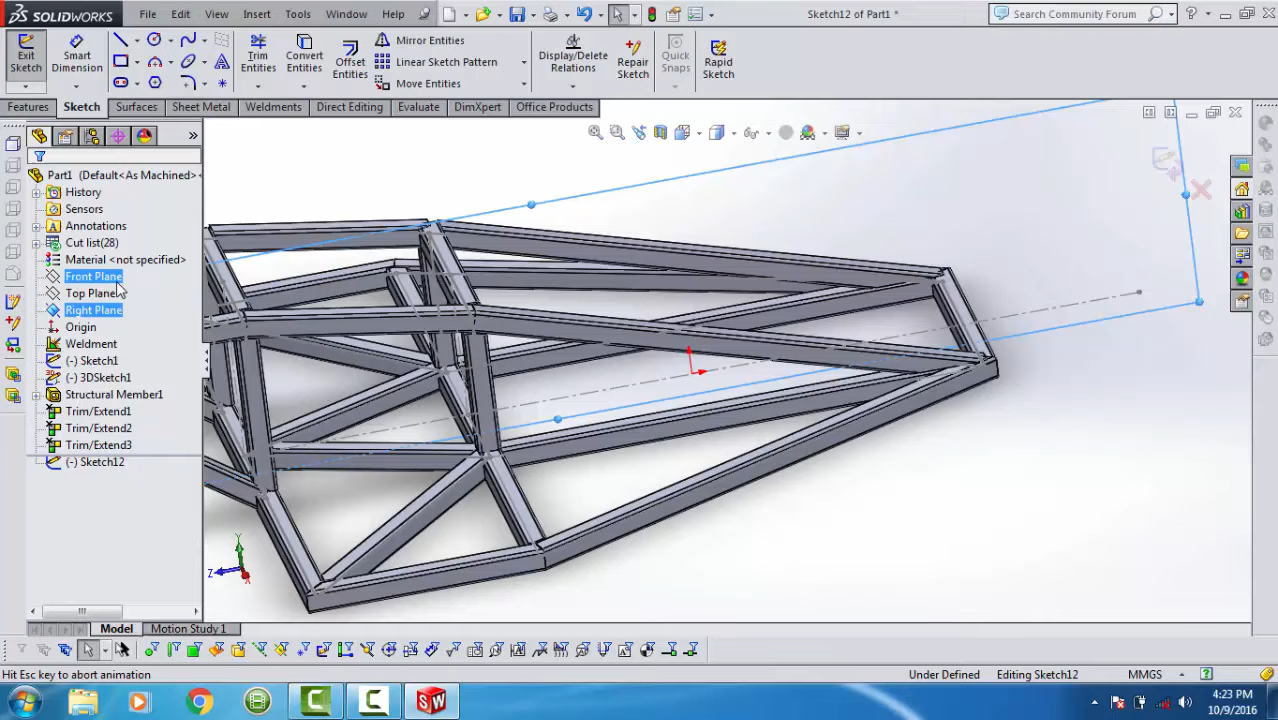 SOLIDWORKS File Edit View Insert Tools Window Help Sketch12 of Part1 * Search Community Forum
Exit Sketch
Smart Dimension
Trim Entities
Convert Entities
Offset Entities
Mirror Entities
Linear Sketch Pattern
Move Entities
Display/Delete Relations
Repair Sketch
Quick Snaps
Rapid Sketch
Features Sketch Surfaces Sheet Metal Weldments Direct Editing Evaluate DimXpert Office Products
Part1 (Default<As Machined>
History
Sensors
Annotations
Cut list(28)
Material <not specified>
Front Plane
Top Plane
Right Plane
Origin
Weldment
(-) Sketch1
(-) 3DSketch1
Structural Member1
Trim/Extend1
Trim/Extend2
Trim/Extend3
(-) Sketch12
Y
Z
X
Model Motion Study 1
Hit Esc key to abort animation Under Defined Editing Sketch12 MMGS
4:23 PM
10/9/2016